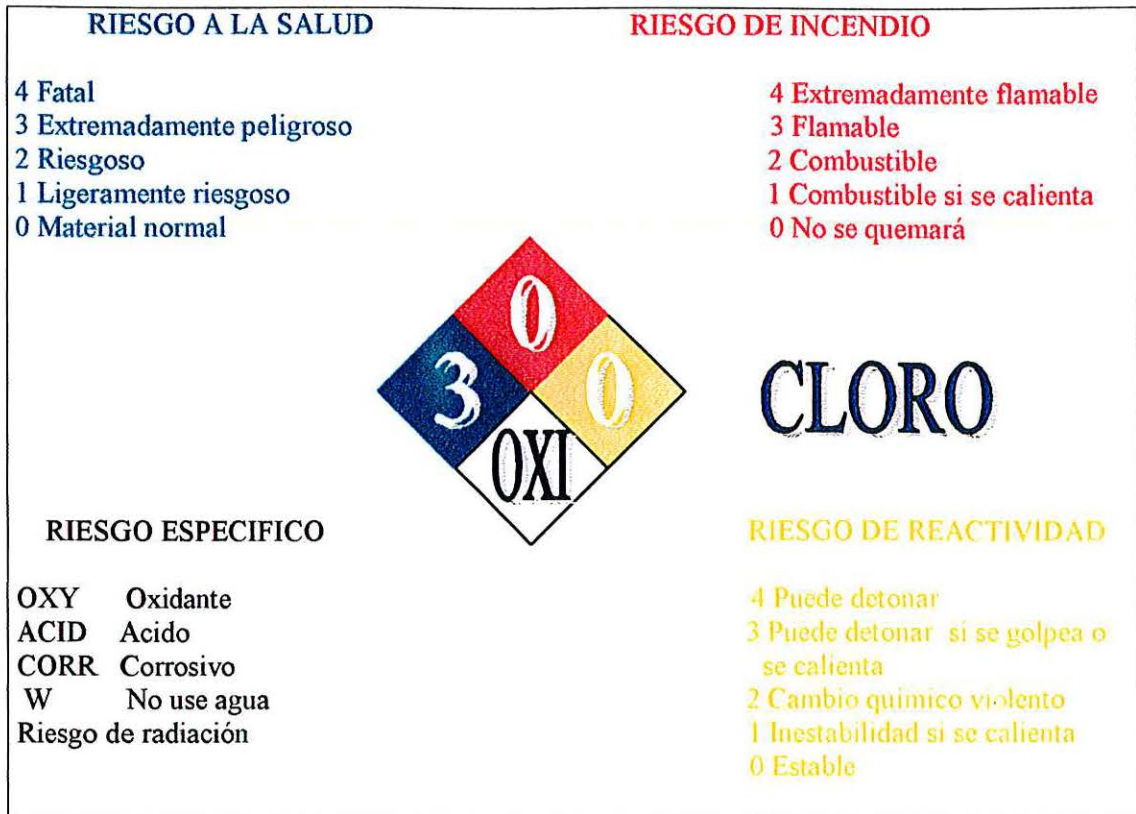 RIESGO A LA SALUD
4 Fatal
3 Extremadamente peligroso
2 Riesgoso
1 Ligeramente riesgoso
0 Material normal
RIESGO DE INCENDIO
4 Extremadamente flamable
3 Flamable
2 Combustible
1 Combustible si se calienta
0 No se quemará
0
3
0
OXI
CLORO
RIESGO ESPECIFICO
OXY Oxidante
ACID Acido
CORR Corrosivo
W No use agua
Riesgo de radiación
RIESGO DE REACTIVIDAD
4 Puede detonar
3 Puede detonar si se golpea o
se calienta
2 Cambio quimico violento
1 Inestabilidad si se calienta
0 Estable